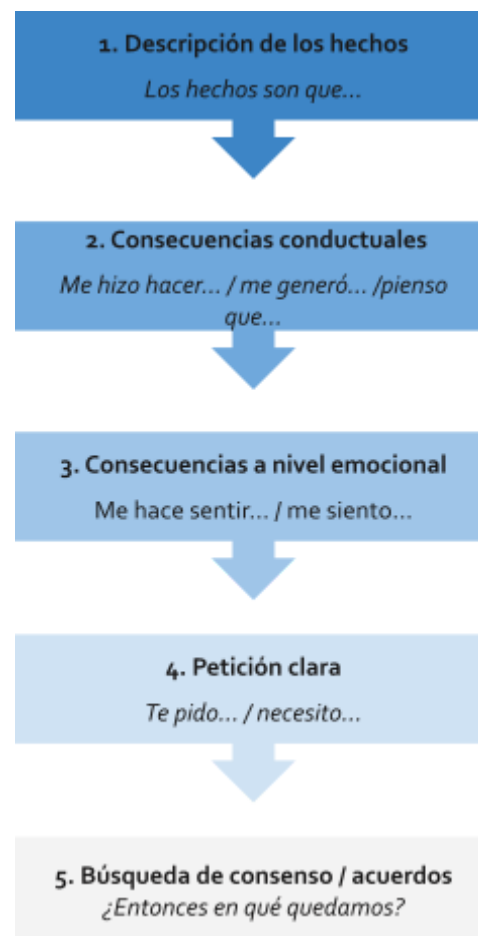 1. Descripción de los hechos
Los hechos son que...
2. Consecuencias conductuales
Me hizo hacer... / me generó... /pienso
que...
3. Consecuencias a nivel emocional
Me hace sentir... / me siento...
4. Petición clara
Te pido... / necesito...
5. Búsqueda de consenso / acuerdos
¿Entonces en qué quedamos?